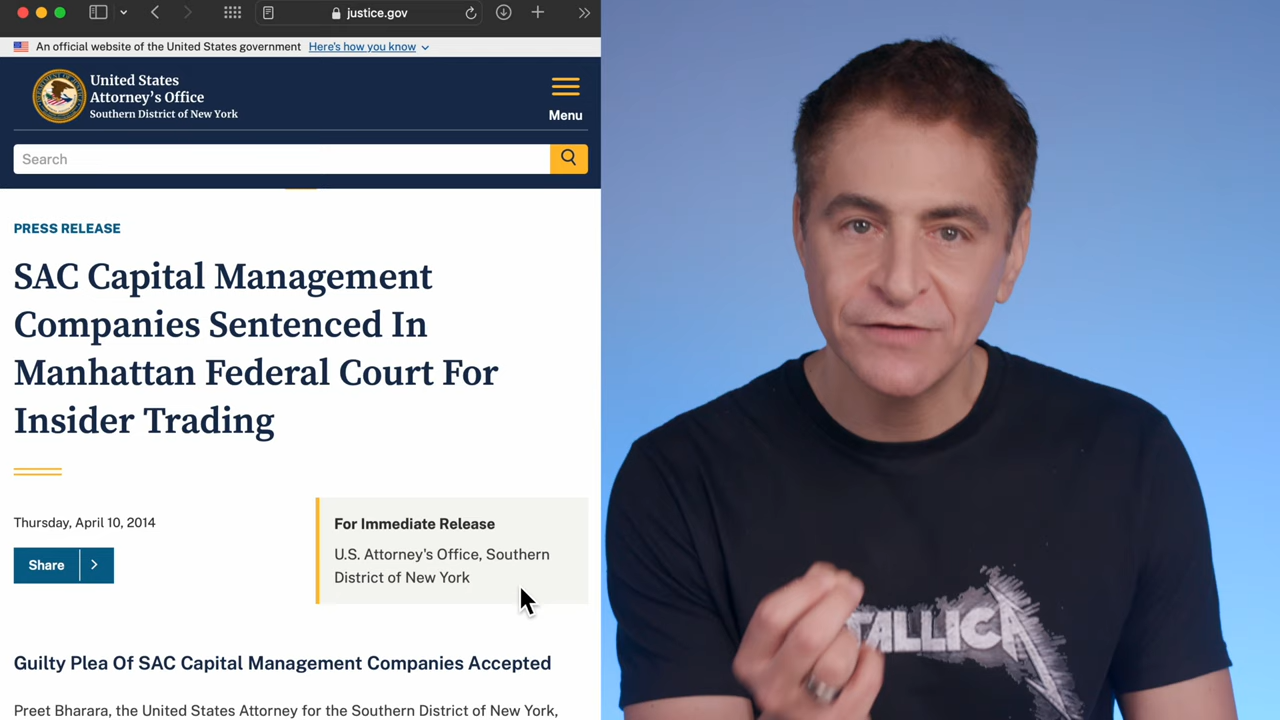 justice.gov
An official website of the United States government Here's how you know
United States
Attorney's Office
Southern District of New York
Menu
Search
PRESS RELEASE
SAC Capital Management
Companies Sentenced In
Manhattan Federal Court For
Insider Trading
Thursday, April 10, 2014
Share
For Immediate Release
U.S. Attorney's Office, Southern
District of New York
Guilty Plea Of SAC Capital Management Companies Accepted
Preet Bharara, the United States Attorney for the Southern District of New York,
TALLICA